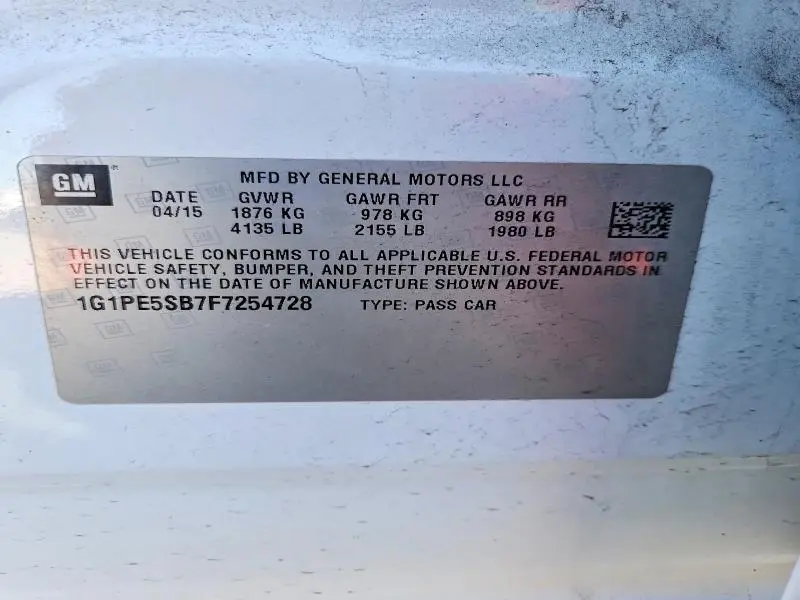 GM
MFD BY GENERAL MOTORS LLC
DATE GVWR GAWR FRT GAWR RR
04/15 1876 KG 978 KG 898 KG
4135 LB 2155 LB 1980 LB
THIS VEHICLE CONFORMS TO ALL APPLICABLE U.S. FEDERAL MOTOR
VEHICLE SAFETY, BUMPER, AND THEFT PREVENTION STANDARDS IN
EFFECT ON THE DATE OF MANUFACTURE SHOWN ABOVE.
1G1PE5SB7F7254728 TYPE: PASS CAR